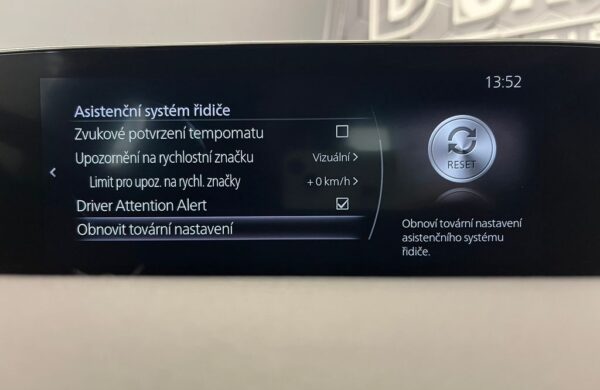 13:52
Asistenční systém řidiče
Zvukové potvrzení tempomatu
Upozornění na rychlostní značku Vizuální >
Limit pro upoz. na rychl. značky +0 km/h >
Driver Attention Alert
Obnovit tovární nastavení
RESET
Obnoví tovární nastavení
asistenčního systému
řidiče.